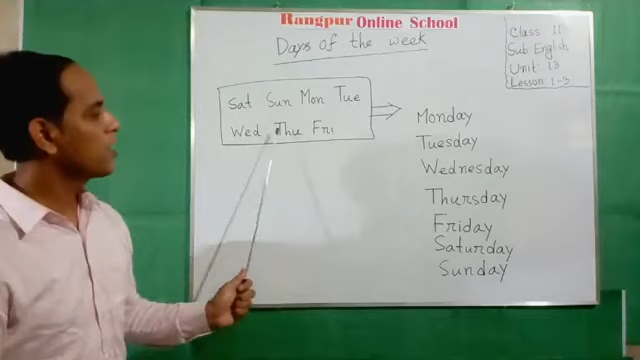 Rangpur Online School
Days of the week
Class II
Sub: English
Unit: 13
Lesson: 1-3
Sat Sun Mon Tue
Wed Thu Fri
Monday
Tuesday
Wednesday
Thursday
Friday
Saturday
Sunday